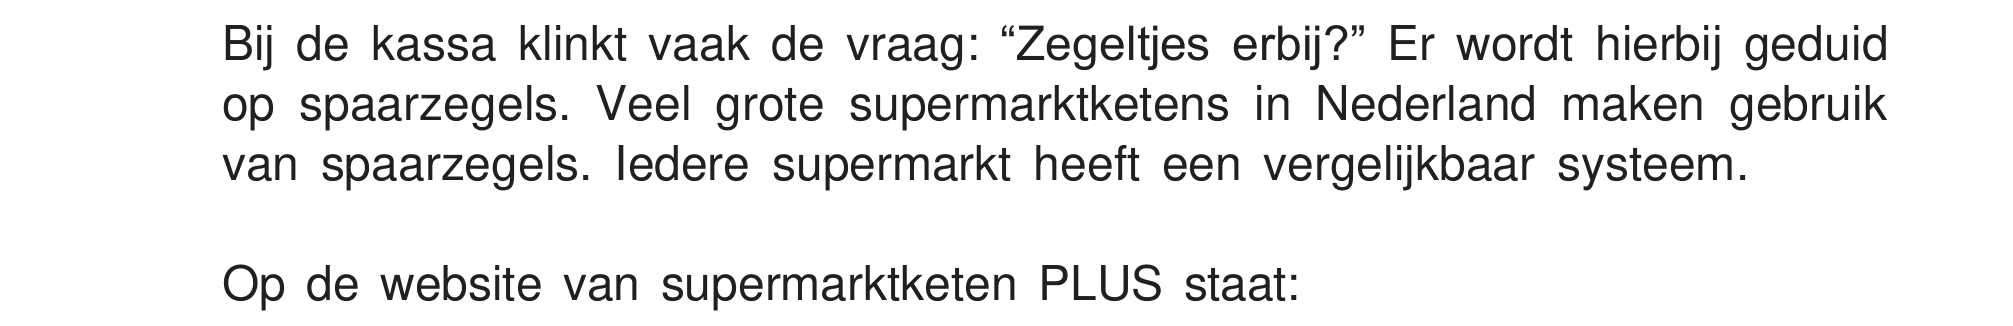 Bij de kassa klinkt vaak de vraag: “Zegeltjes erbij?” Er wordt hierbij geduid
op spaarzegels. Veel grote supermarktketens in Nederland maken gebruik
van spaarzegels. Iedere supermarkt heeft een vergelijkbaar systeem.
Op de website van supermarktketen PLUS staat: